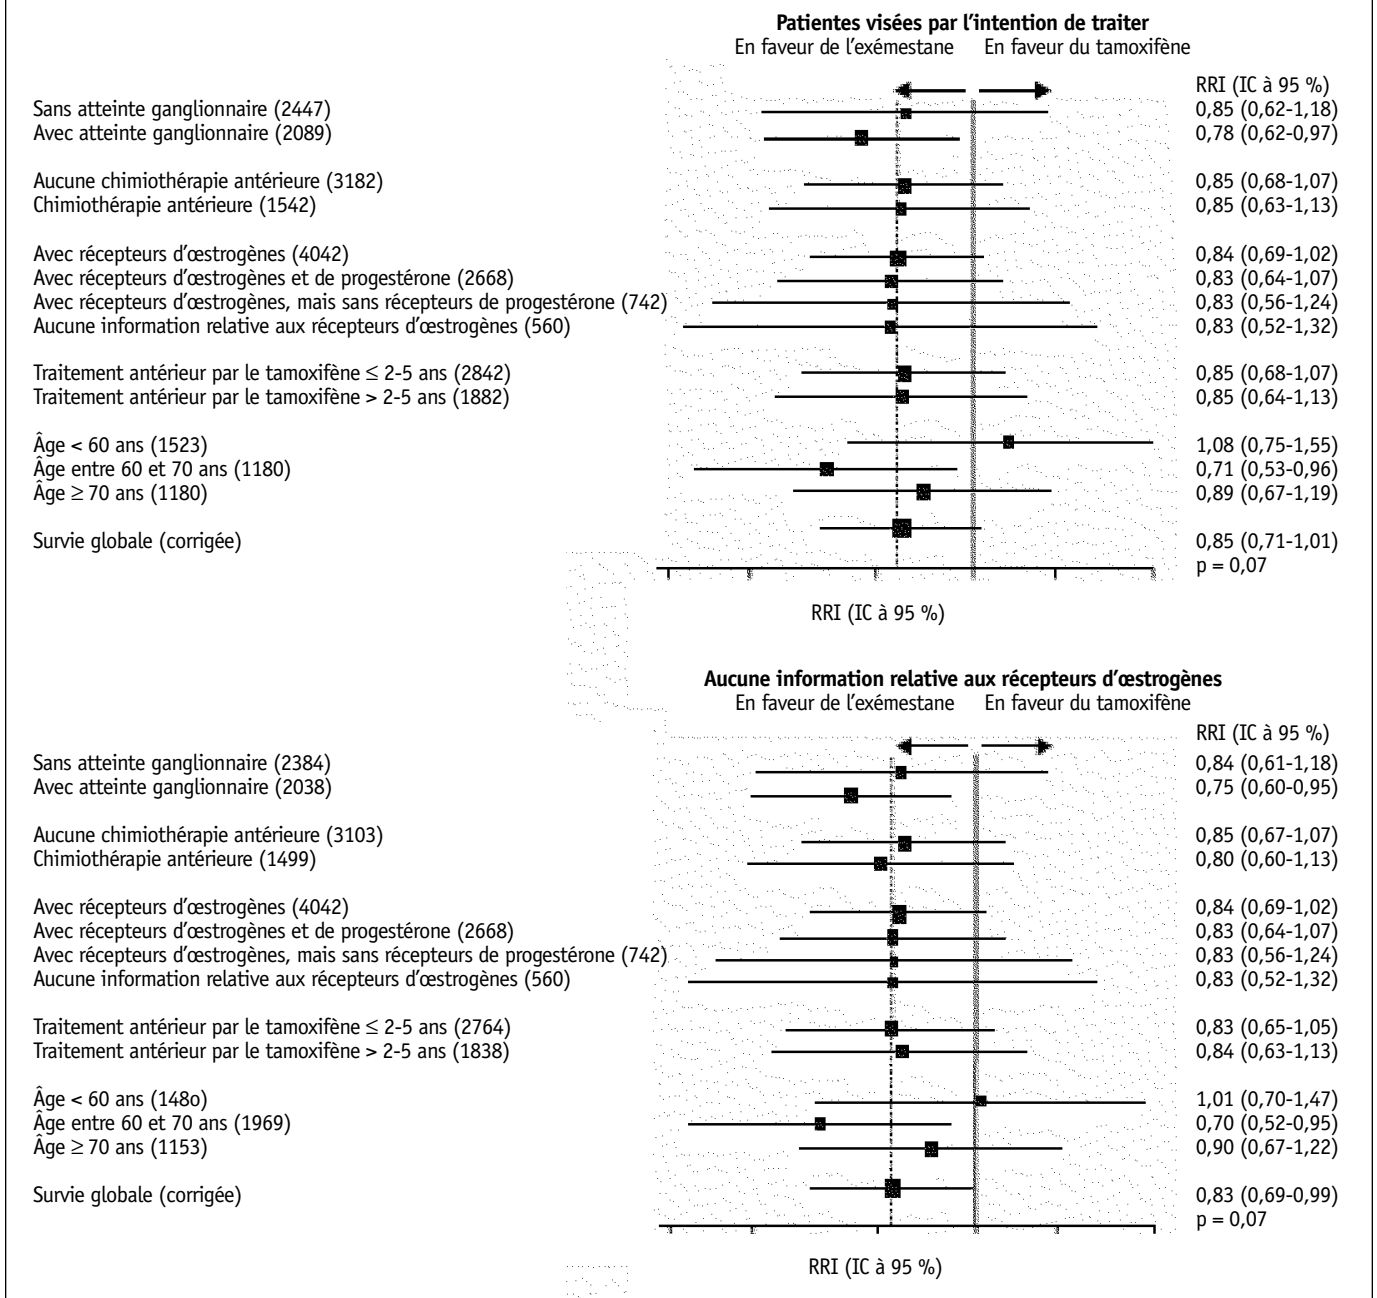 Patientes visées par l'intention de traiter
En faveur de l'exémestane En faveur du tamoxifène
RRI (IC à 95 %)
Sans atteinte ganglionnaire (2447) 0,85 (0,62-1,18)
Avec atteinte ganglionnaire (2089) 0,78 (0,62-0,97)
Aucune chimiothérapie antérieure (3182) 0,85 (0,68-1,07)
Chimiothérapie antérieure (1542) 0,85 (0,63-1,13)
Avec récepteurs d'œstrogènes (4042) 0,84 (0,69-1,02)
Avec récepteurs d'œstrogènes et de progestérone (2668) 0,83 (0,64-1,07)
Avec récepteurs d'œstrogènes, mais sans récepteurs de progestérone (742) 0,83 (0,56-1,24)
Aucune information relative aux récepteurs d'œstrogènes (560) 0,83 (0,52-1,32)
Traitement antérieur par le tamoxifène ≤ 2-5 ans (2842) 0,85 (0,68-1,07)
Traitement antérieur par le tamoxifène > 2-5 ans (1882) 0,85 (0,64-1,13)
Âge < 60 ans (1523) 1,08 (0,75-1,55)
Âge entre 60 et 70 ans (1180) 0,71 (0,53-0,96)
Âge ≥ 70 ans (1180) 0,89 (0,67-1,19)
Survie globale (corrigée) 0,85 (0,71-1,01)
p = 0,07
RRI (IC à 95 %)
Aucune information relative aux récepteurs d'œstrogènes
En faveur de l'exémestane En faveur du tamoxifène
RRI (IC à 95 %)
Sans atteinte ganglionnaire (2384) 0,84 (0,61-1,18)
Avec atteinte ganglionnaire (2038) 0,75 (0,60-0,95)
Aucune chimiothérapie antérieure (3103) 0,85 (0,67-1,07)
Chimiothérapie antérieure (1499) 0,80 (0,60-1,13)
Avec récepteurs d'œstrogènes (4042) 0,84 (0,69-1,02)
Avec récepteurs d'œstrogènes et de progestérone (2668) 0,83 (0,64-1,07)
Avec récepteurs d'œstrogènes, mais sans récepteurs de progestérone (742) 0,83 (0,56-1,24)
Aucune information relative aux récepteurs d'œstrogènes (560) 0,83 (0,52-1,32)
Traitement antérieur par le tamoxifène ≤ 2-5 ans (2764) 0,83 (0,65-1,05)
Traitement antérieur par le tamoxifène > 2-5 ans (1838) 0,84 (0,63-1,13)
Âge < 60 ans (148o) 1,01 (0,70-1,47)
Âge entre 60 et 70 ans (1969) 0,70 (0,52-0,95)
Âge ≥ 70 ans (1153) 0,90 (0,67-1,22)
Survie globale (corrigée) 0,83 (0,69-0,99)
p = 0,07
RRI (IC à 95 %)